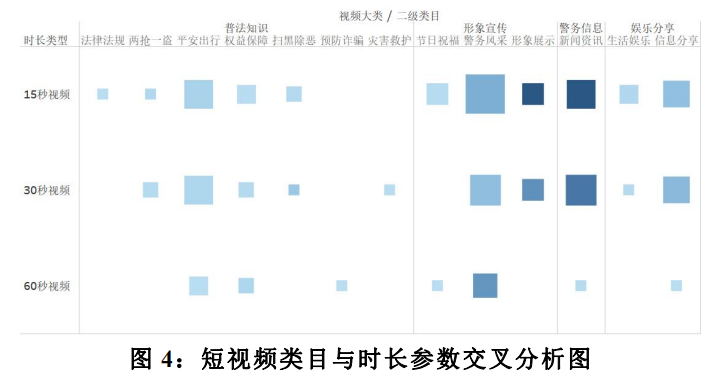 视频大类 / 二级类目
普法知识 形象宣传 警务信息 娱乐分享
时长类型 法律法规 两抢一盗 平安出行 权益保障 扫黑除恶 预防诈骗 灾害救护 节日祝福 警务风采 形象展示 新闻资讯 生活娱乐 信息分享
15秒视频
30秒视频
60秒视频
图 4：短视频类目与时长参数交叉分析图